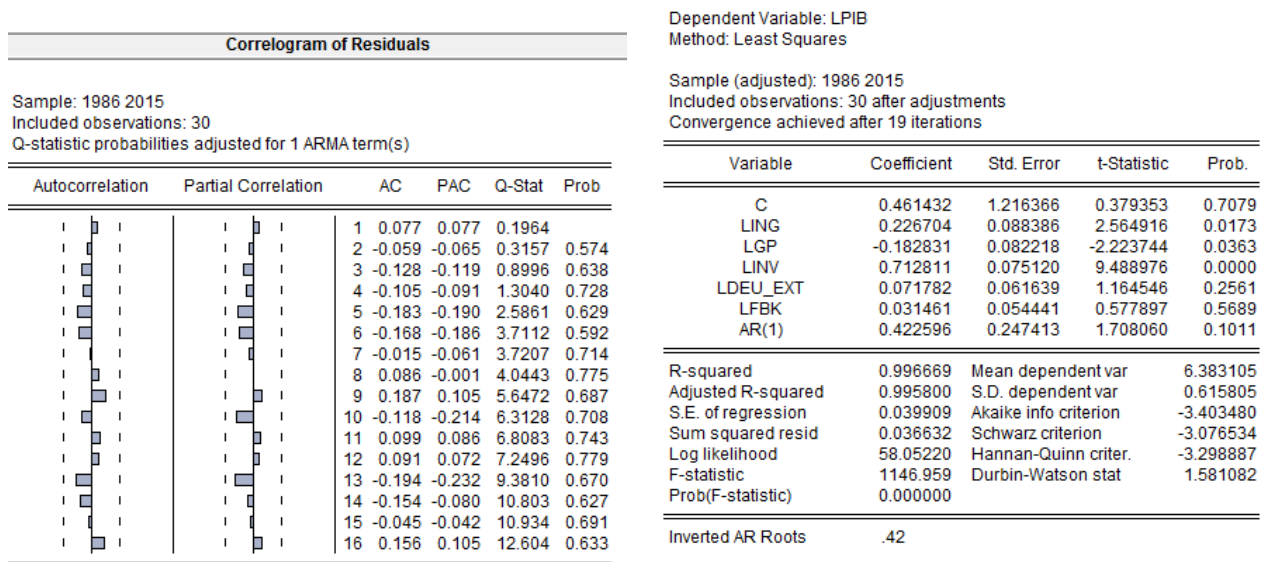 Correlogram of Residuals
Sample: 1986 2015
Included observations: 30
Q-statistic probabilities adjusted for 1 ARMA term(s)
Autocorrelation Partial Correlation AC PAC Q-Stat Prob
1 0.077 0.077 0.1964
2 -0.059 -0.065 0.3157 0.574
3 -0.128 -0.119 0.8996 0.638
4 -0.105 -0.091 1.3040 0.728
5 -0.183 -0.190 2.5861 0.629
6 -0.168 -0.186 3.7112 0.592
7 -0.015 -0.061 3.7207 0.714
8 0.086 -0.001 4.0443 0.775
9 0.187 0.105 5.6472 0.687
10 -0.118 -0.214 6.3128 0.708
11 0.099 0.086 6.8083 0.743
12 0.091 0.072 7.2496 0.779
13 -0.194 -0.232 9.3810 0.670
14 -0.154 -0.080 10.803 0.627
15 -0.045 -0.042 10.934 0.691
16 0.156 0.105 12.604 0.633
Dependent Variable: LPIB
Method: Least Squares
Sample (adjusted): 1986 2015
Included observations: 30 after adjustments
Convergence achieved after 19 iterations
Variable Coefficient Std. Error t-Statistic Prob.
C 0.461432 1.216366 0.379353 0.7079
LING 0.226704 0.088386 2.564916 0.0173
LGP -0.182831 0.082218 -2.223744 0.0363
LINV 0.712811 0.075120 9.488976 0.0000
LDEU_EXT 0.071782 0.061639 1.164546 0.2561
LFBK 0.031461 0.054441 0.577897 0.5689
AR(1) 0.422596 0.247413 1.708060 0.1011
R-squared 0.996669 Mean dependent var 6.383105
Adjusted R-squared 0.995800 S.D. dependent var 0.615805
S.E. of regression 0.039909 Akaike info criterion -3.403480
Sum squared resid 0.036632 Schwarz criterion -3.076534
Log likelihood 58.05220 Hannan-Quinn criter. -3.298887
F-statistic 1146.959 Durbin-Watson stat 1.581082
Prob(F-statistic) 0.000000
Inverted AR Roots .42